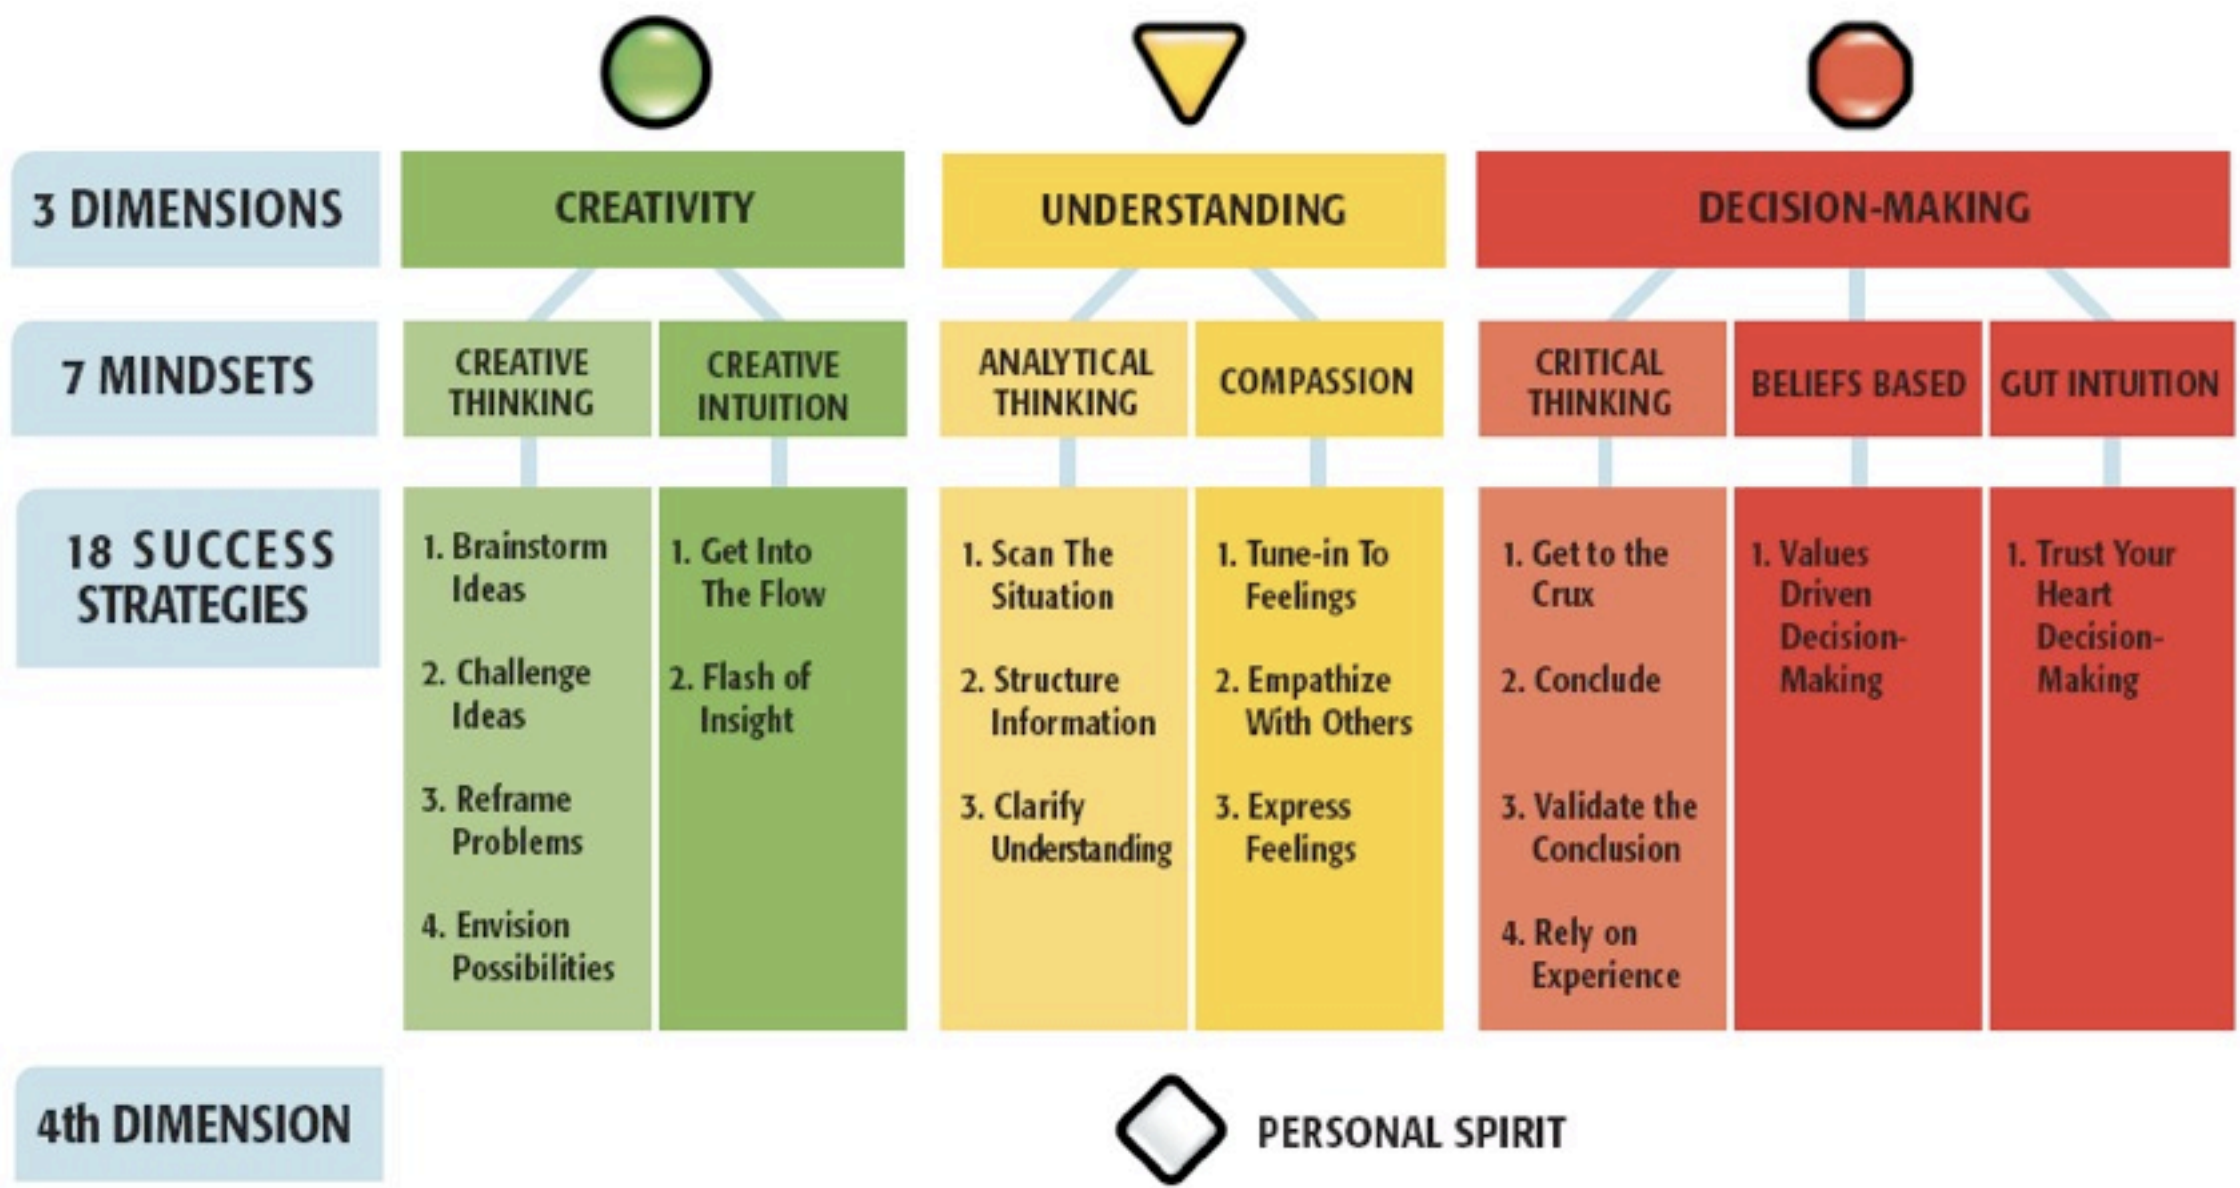 3 DIMENSIONS
CREATIVITY
UNDERSTANDING
DECISION-MAKING
7 MINDSETS
CREATIVE
THINKING
CREATIVE
INTUITION
ANALYTICAL
THINKING
COMPASSION
CRITICAL
THINKING
BELIEFS BASED
GUT INTUITION
18 SUCCESS
STRATEGIES
1. Brainstorm
Ideas
2. Challenge
Ideas
3. Reframe
Problems
4. Envision
Possibilities
1. Get Into
The Flow
2. Flash of
Insight
1. Scan The
Situation
2. Structure
Information
3. Clarify
Understanding
1. Tune-in To
Feelings
2. Empathize
With Others
3. Express
Feelings
1. Get to the
Crux
2. Conclude
3. Validate the
Conclusion
4. Rely on
Experience
1. Values
Driven
Decision-
Making
1. Trust Your
Heart
Decision-
Making
4th DIMENSION
PERSONAL SPIRIT